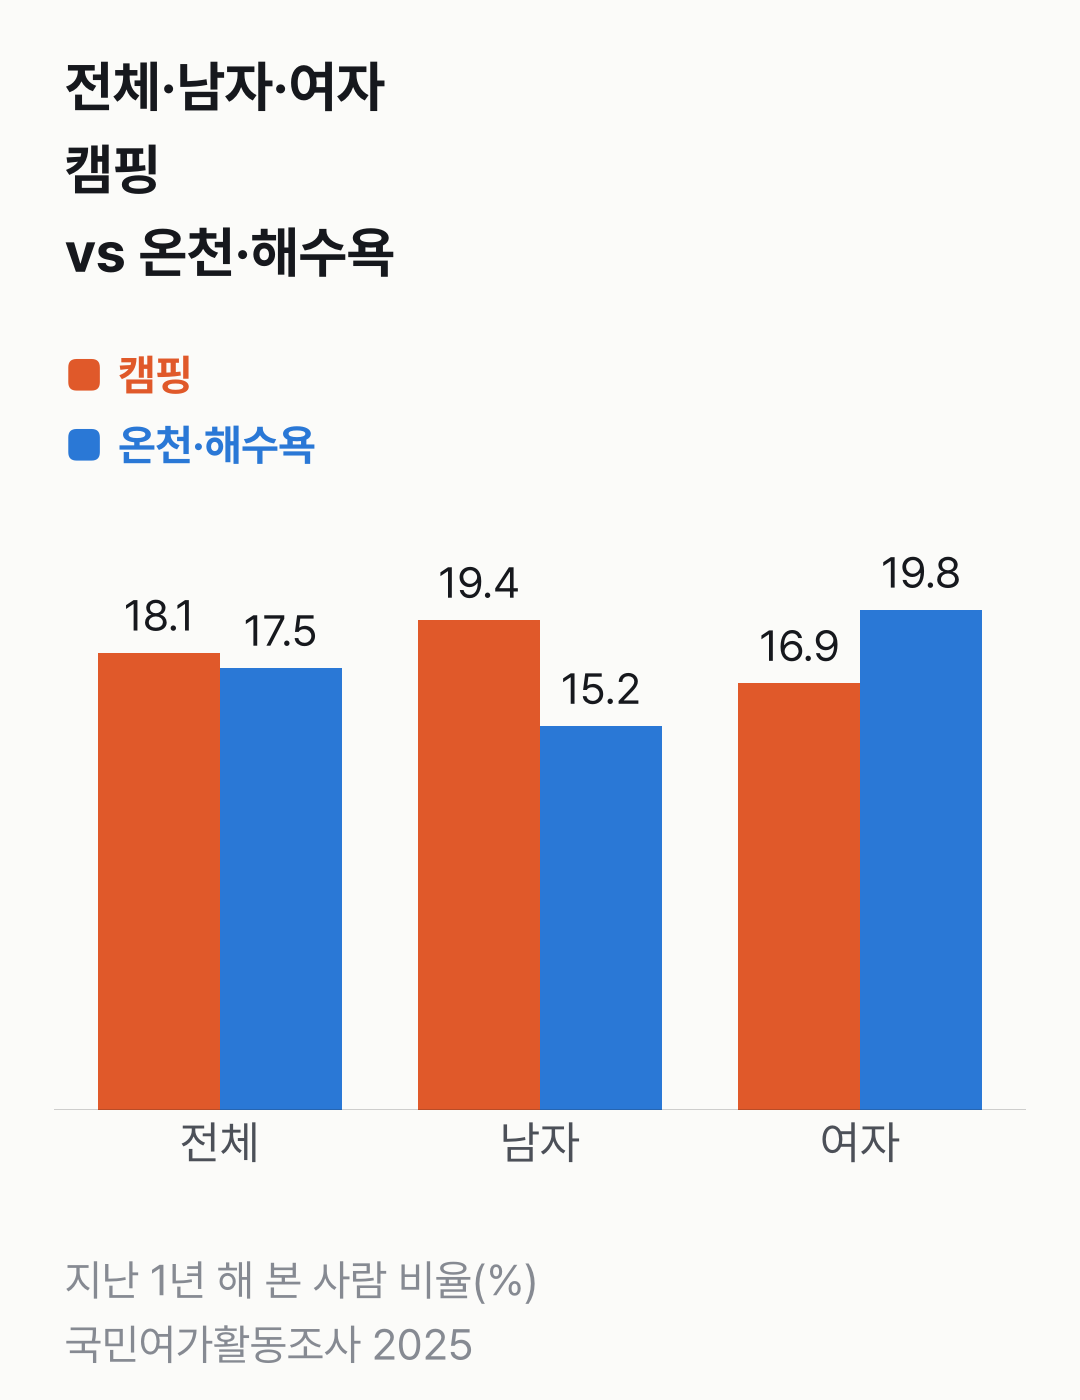 전체·남자·여자
캠핑
vs 온천·해수욕
캠핑
온천·해수욕
18.1
17.5
19.4
15.2
16.9
19.8
전체
남자
여자
지난 1년 해 본 사람 비율(%)
국민여가활동조사 2025